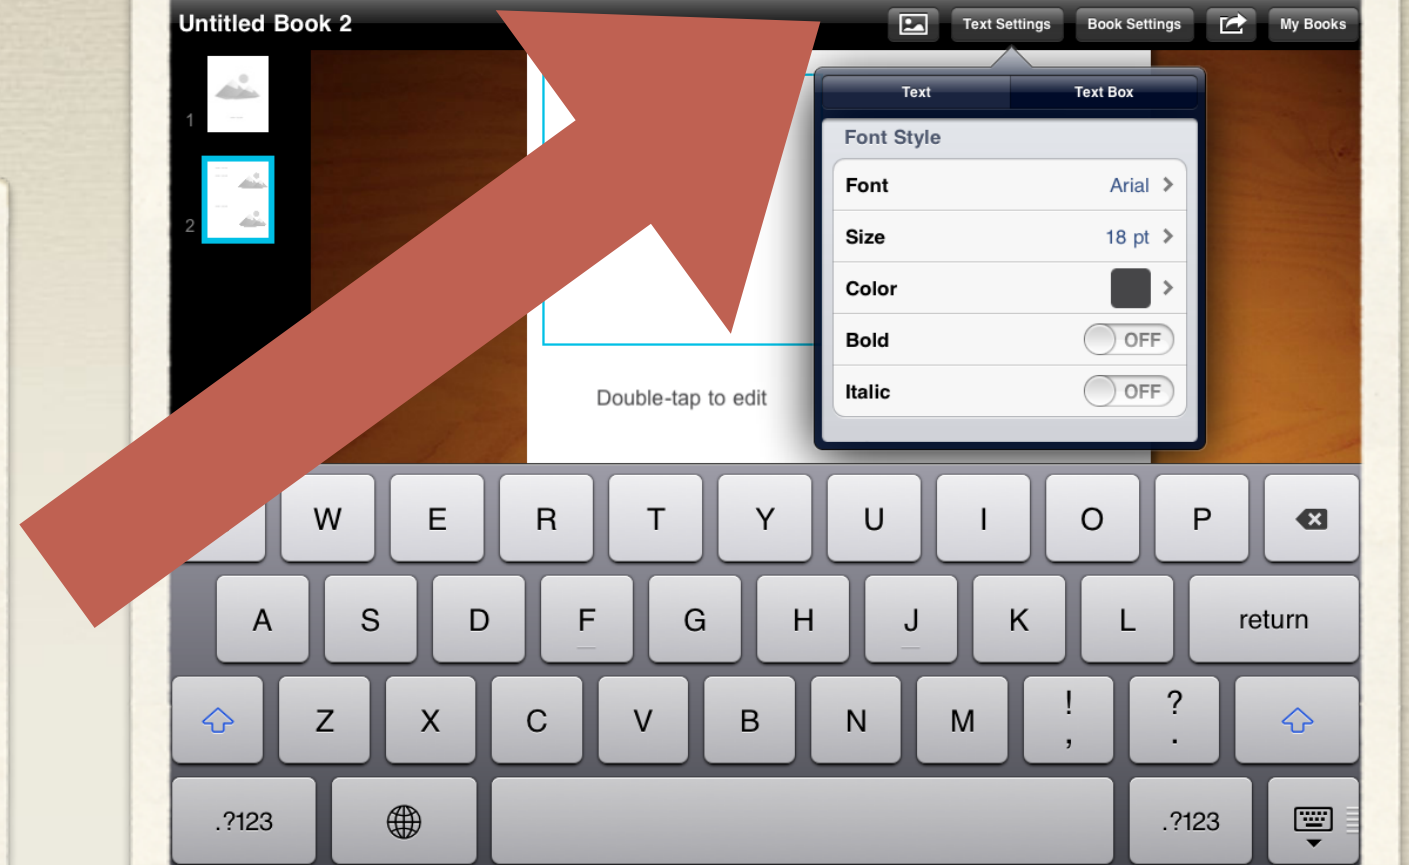 Untitled Book 2
Text Settings
Book Settings
My Books
1
2
Text
Text Box
Font Style
Font
Arial
Size
18 pt
Color
Bold
OFF
Italic
OFF
Double-tap to edit
W E R T Y U I O P
A S D F G H J K L return
Z X C V B N M ! , ? .
.?123
.?123